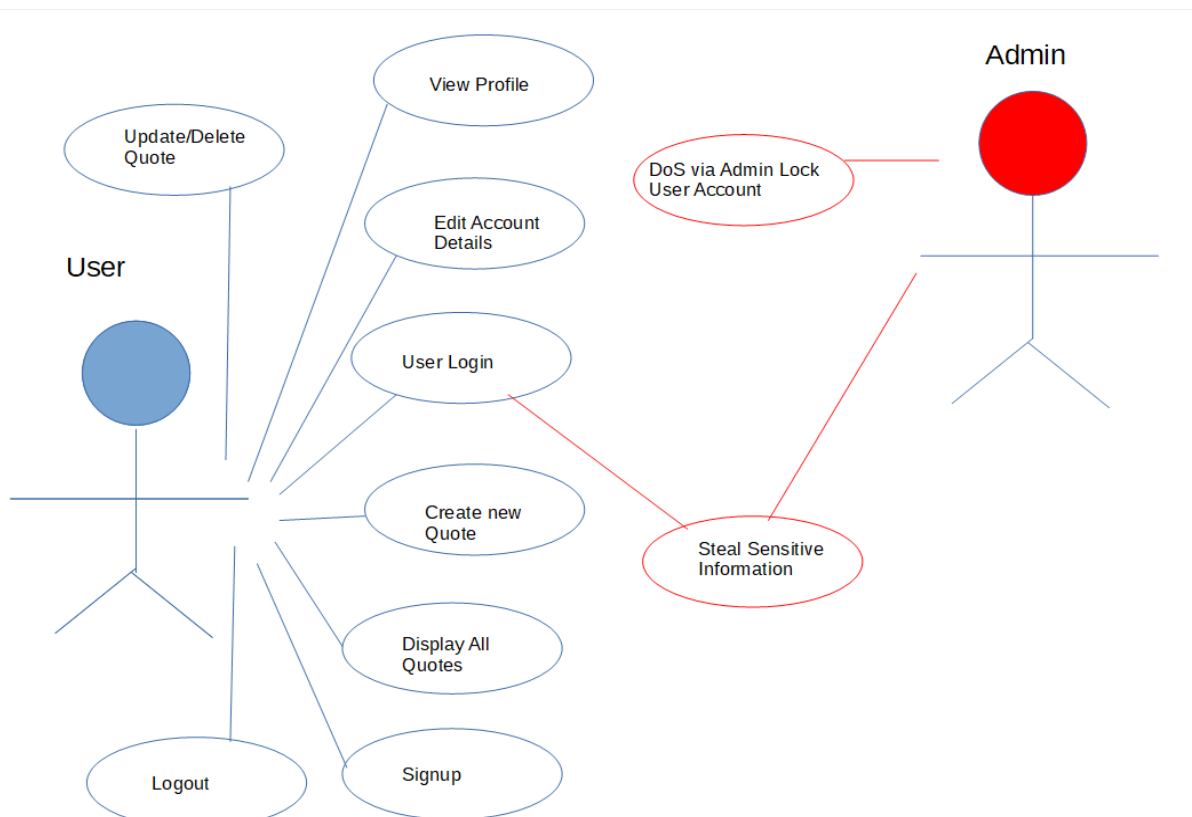 Admin
View Profile
Update/Delete
Quote
DoS via Admin Lock
User Account
Edit Account
Details
User
User Login
Create new
Quote
Steal Sensitive
Information
Display All
Quotes
Signup
Logout